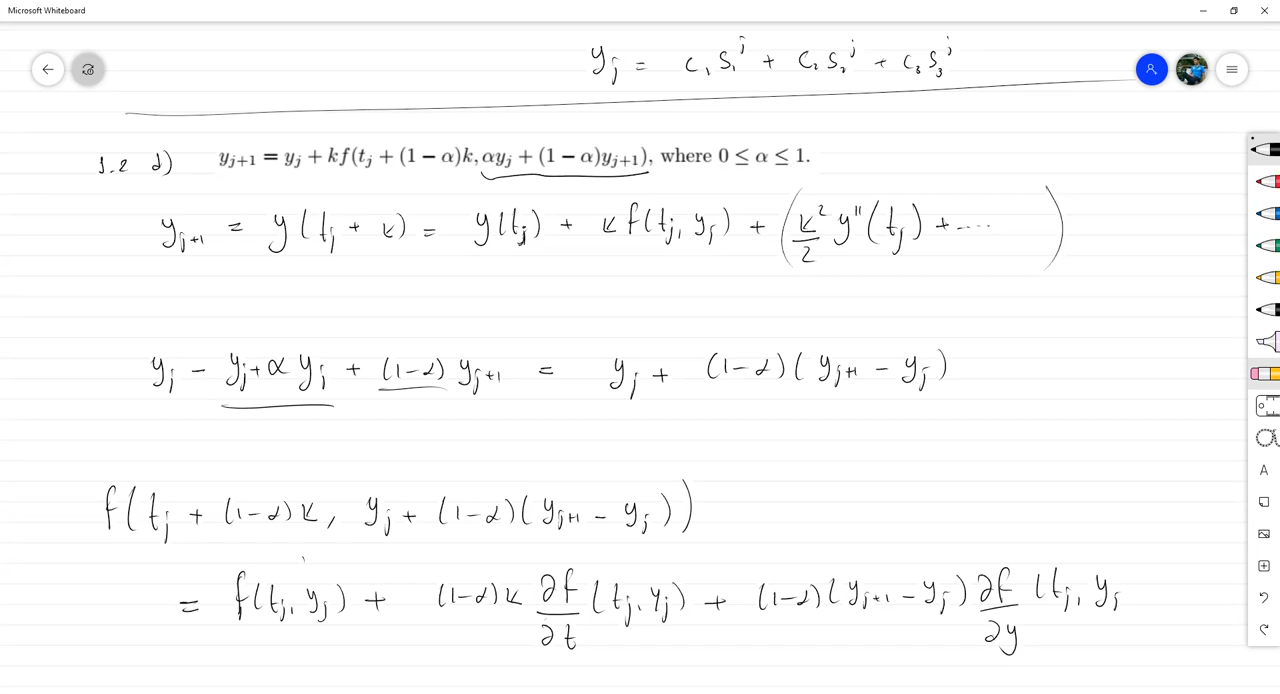 Microsoft Whiteboard
y_j = c_1 s_1^j + c_2 s_2^j + c_3 s_3^j
1.2 d) y_{j+1} = y_j + kf(t_j + (1 − α)k, αy_j + (1 − α)y_{j+1}), where 0 ≤ α ≤ 1.
y_{j+1} = y(t_j + k) = y(t_j) + k f(t_j, y_j) + (k^2/2 y''(t_j) + ....)
y_j - y_j + α y_j + (1-α) y_{j+1} = y_j + (1-α)(y_{j+1} - y_j)
f(t_j + (1-α)k, y_j + (1-α)(y_{j+1} - y_j))
= f(t_j, y_j) + (1-α)k ∂f/∂t (t_j, y_j) + (1-α)(y_{j+1} - y_j) ∂f/∂y (t_j, y_j
A